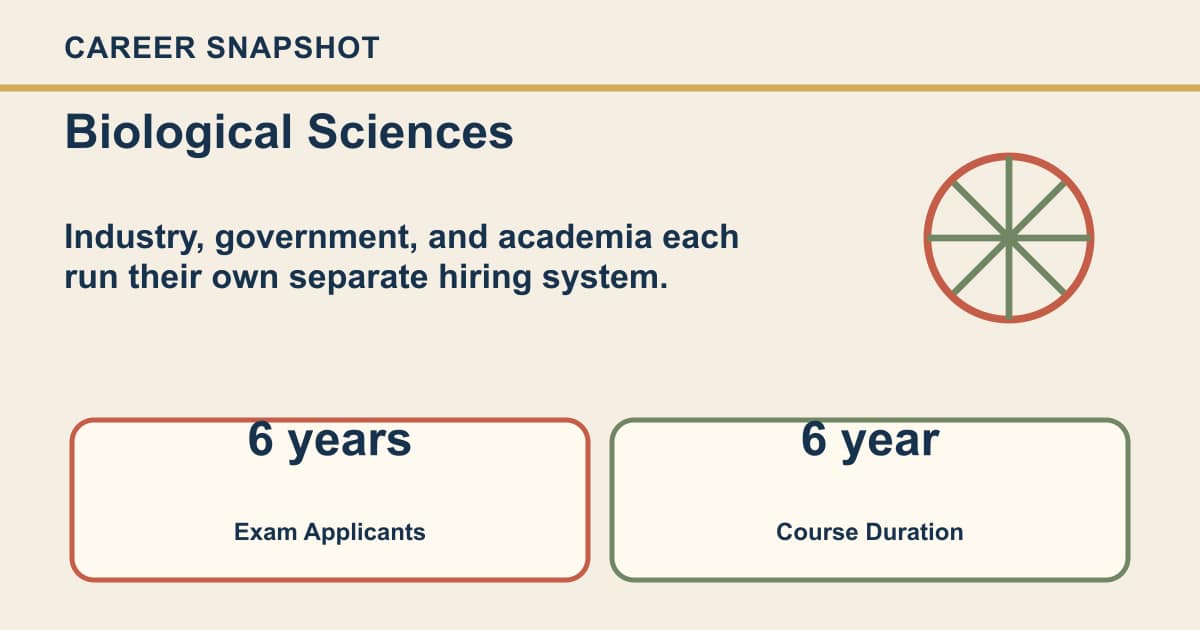 CAREER SNAPSHOT
Biological Sciences
Industry, government, and academia each
run their own separate hiring system.
6 years
Exam Applicants
6 year
Course Duration